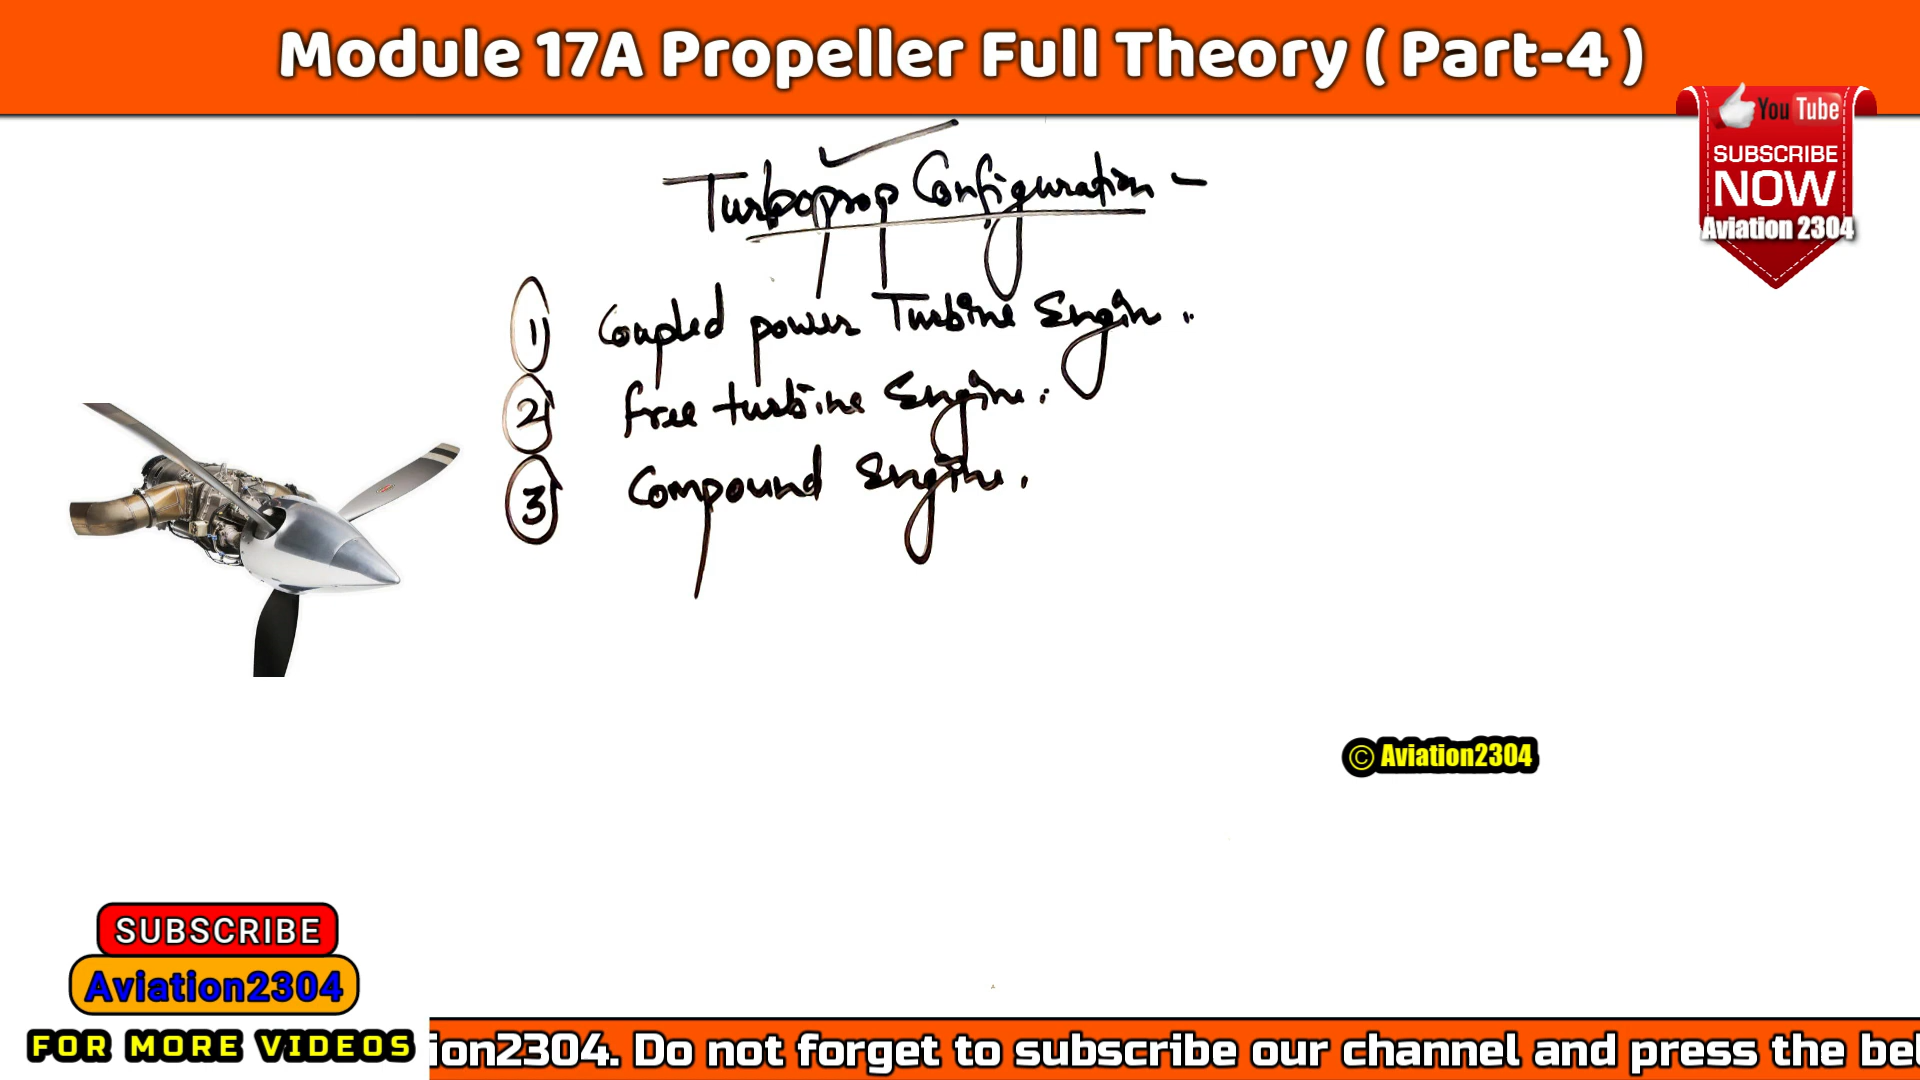 Module 17A Propeller Full Theory ( Part-4 )
You Tube
SUBSCRIBE
NOW
Aviation 2304
Turboprop Configuration -
1) Coupled power Turbine Engin.
2) free turbine Engine.
3) Compound Engine.
© Aviation2304
SUBSCRIBE
Aviation2304
FOR MORE VIDEOS
ion2304. Do not forget to subscribe our channel and press the bel